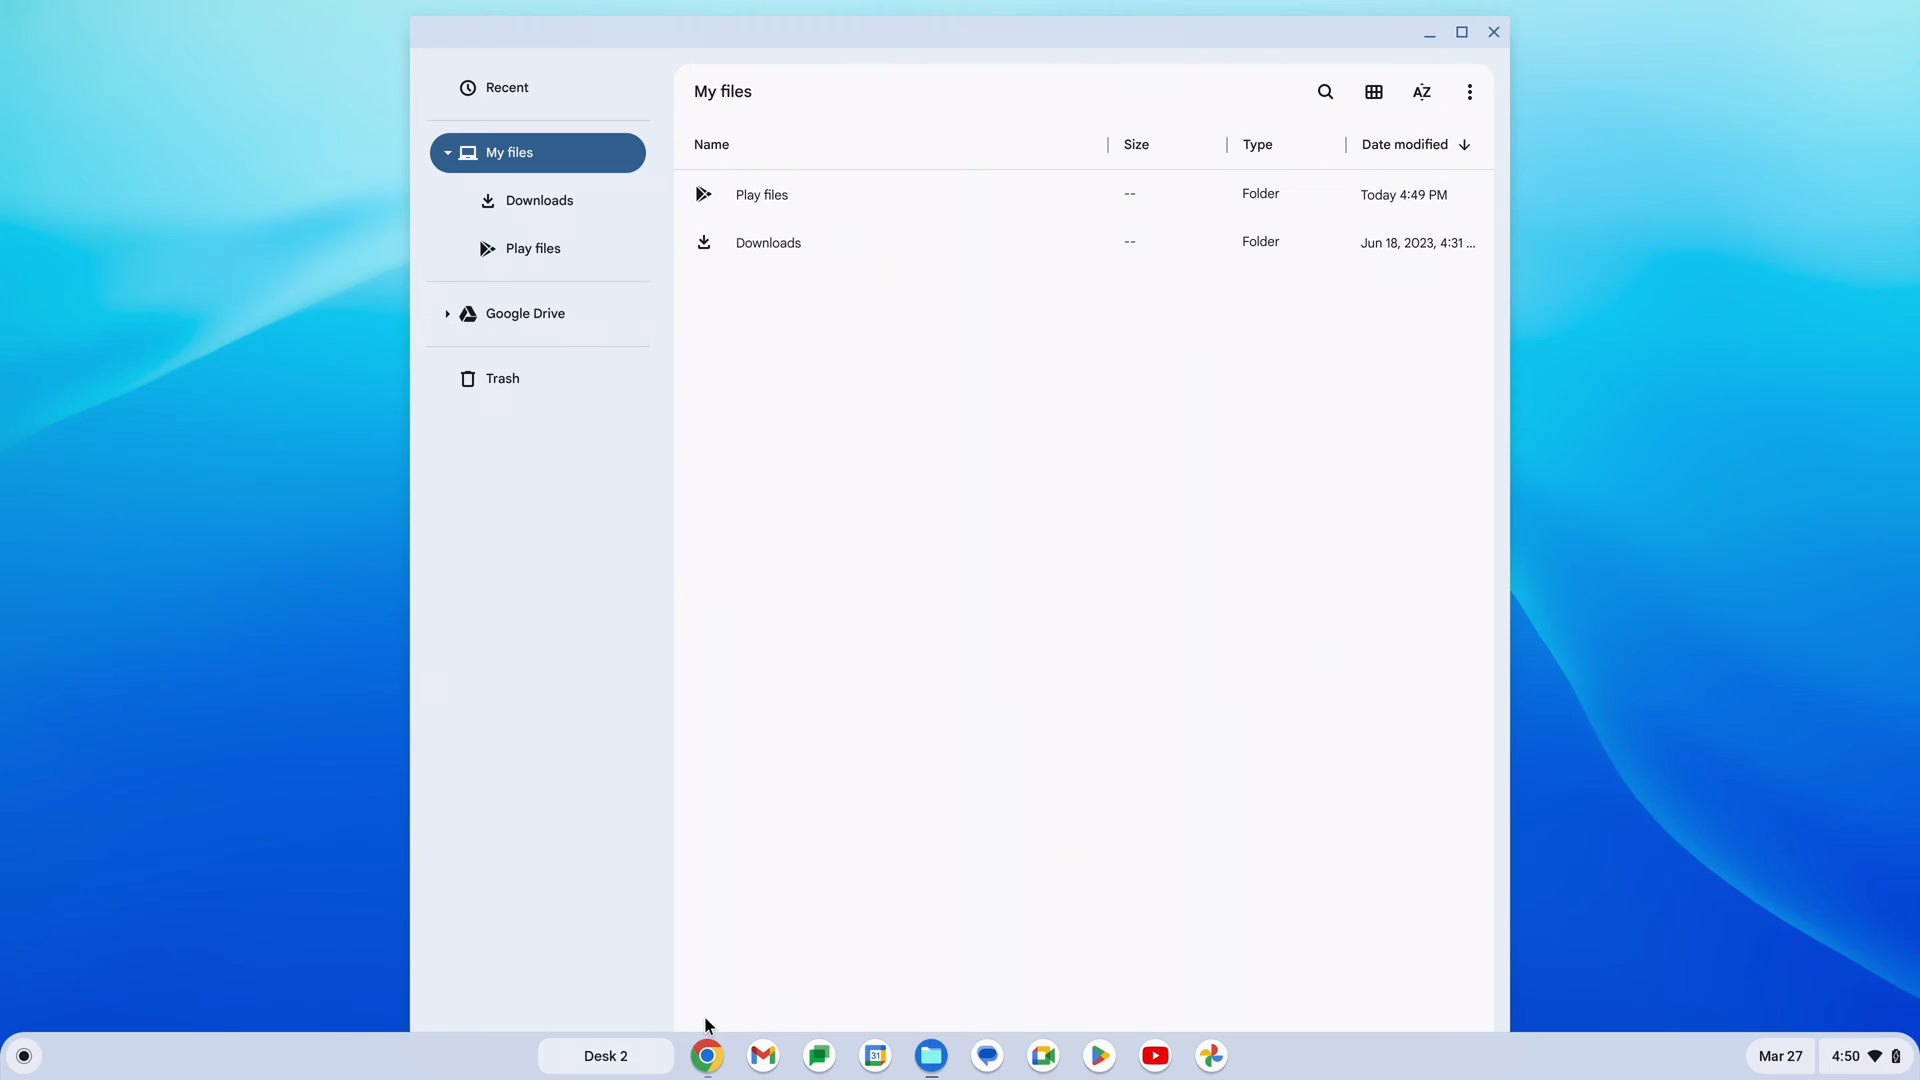 Recent
My files
Downloads
Play files
Google Drive
Trash
My files
AZ
Name Size Type Date modified
Play files -- Folder Today 4:49 PM
Downloads -- Folder Jun 18, 2023, 4:31 ...
Desk 2
31
Mar 27 4:50